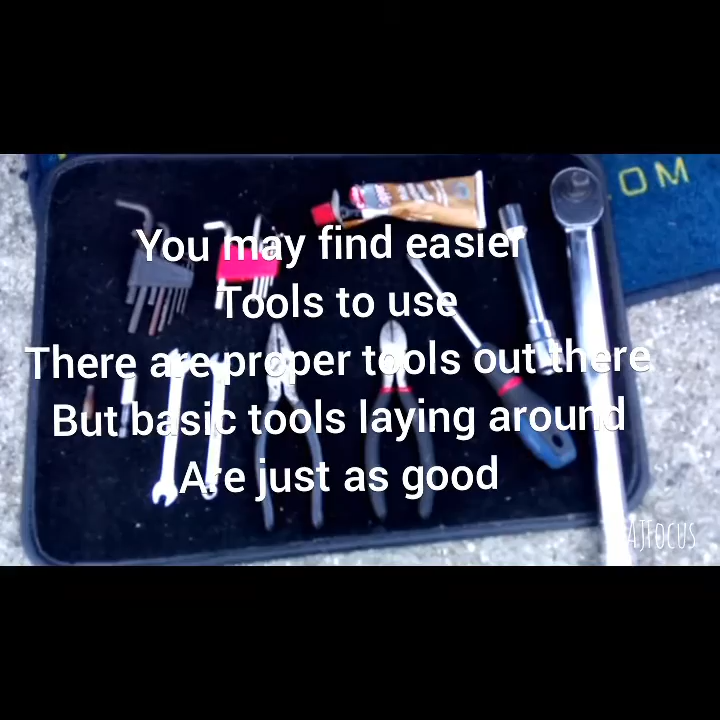 OM
You may find easier
Tools to use
There are proper tools out there
But basic tools laying around
Are just as good
AJFocus